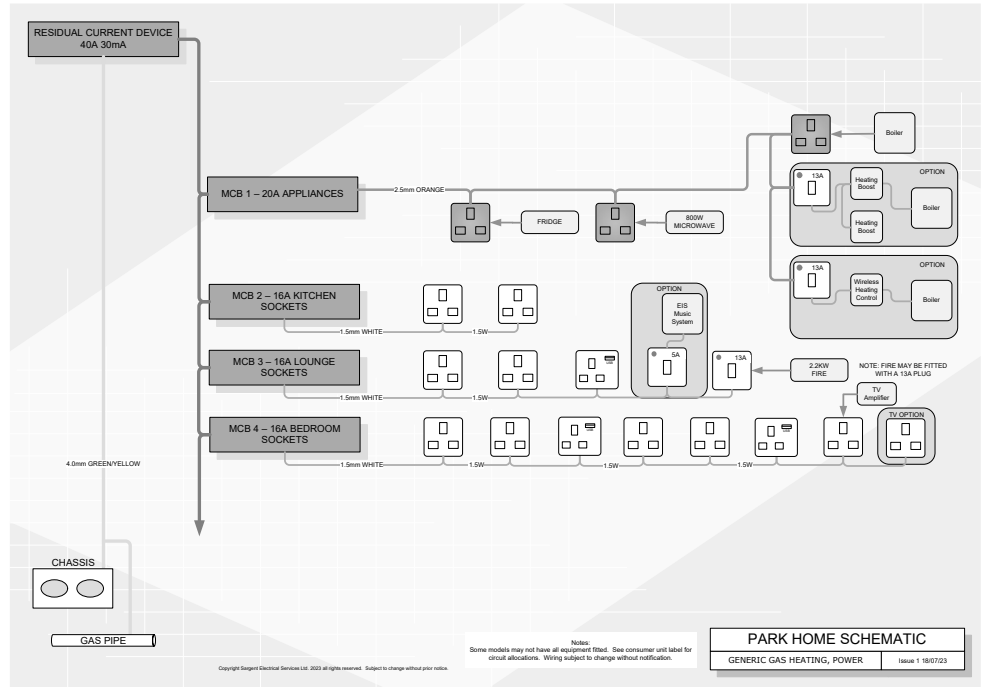 RESIDUAL CURRENT DEVICE
40A 30mA
MCB 1 – 20A APPLIANCES
2.5mm ORANGE
FRIDGE
800W
MICROWAVE
Boiler
OPTION
13A
Heating
Boost
Heating
Boost
Boiler
OPTION
13A
Wireless
Heating
Control
Boiler
MCB 2 – 16A KITCHEN
SOCKETS
1.5mm WHITE
1.5W
OPTION
EIS
Music
System
5A
MCB 3 – 16A LOUNGE
SOCKETS
1.5mm WHITE
1.5W
13A
2.2KW
FIRE
NOTE: FIRE MAY BE FITTED
WITH A 13A PLUG
TV
Amplifier
TV OPTION
MCB 4 – 16A BEDROOM
SOCKETS
1.5mm WHITE
1.5W
1.5W
1.5W
4.0mm GREEN/YELLOW
CHASSIS
GAS PIPE
Copyright Sargent Electrical Services Ltd 2023 all rights reserved. Subject to change without prior notice.
Notes:
Some models may not have all equipment fitted. See consumer unit label for
circuit allocations. Wiring subject to change without notification.
PARK HOME SCHEMATIC
GENERIC GAS HEATING, POWER
Issue 1 18/07/23